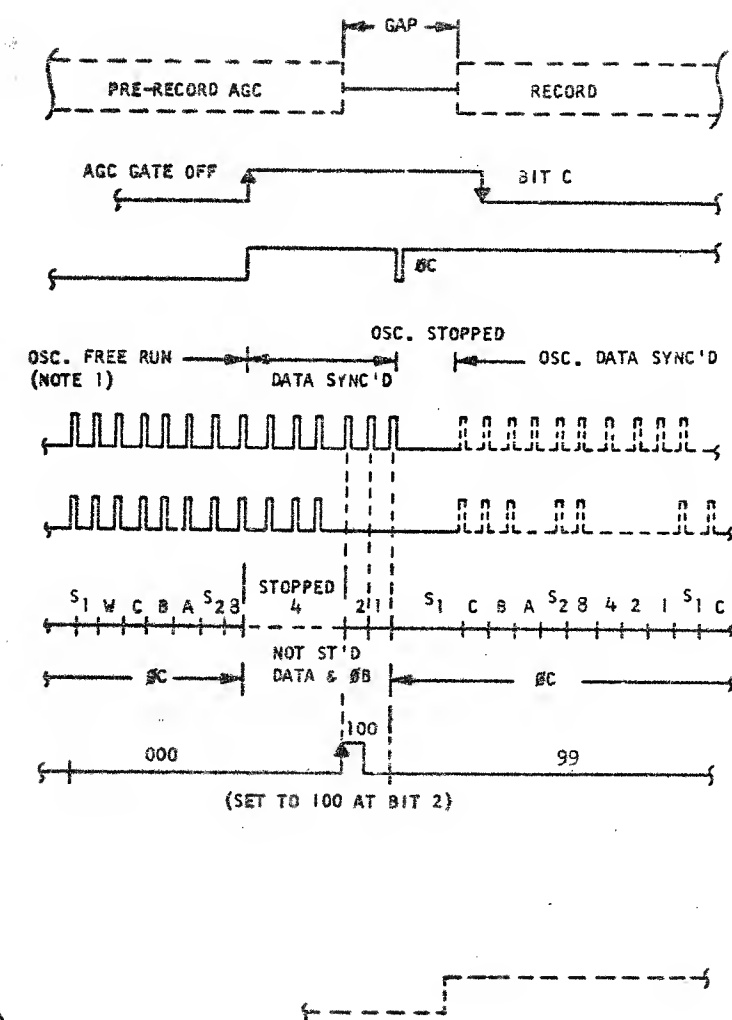 GAP
PRE-RECORD AGC RECORD
AGC GATE OFF BIT C
ØC
OSC. STOPPED
OSC. FREE RUN OSC. DATA SYNC'D
(NOTE 1) DATA SYNC'D
STOPPED
S1 W C B A S2 8 4 2 1 S1 C B A S2 8 4 2 1 S1 C
NOT ST'D
ØC DATA & ØB ØC
100
000 99
(SET TO 100 AT BIT 2)